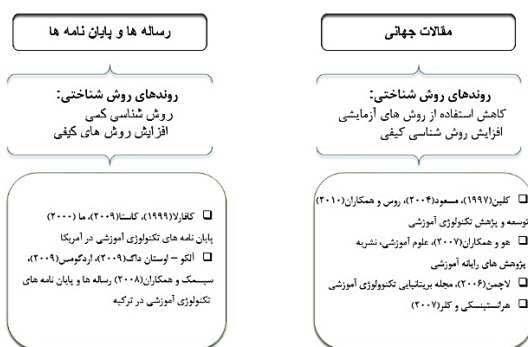 مقالات جهانی
روندهای روش شناختی:
کاهش استفاده از روش های آزمایشی
افزایش روش شناسی کیفی
❑ کلین(۱۹۹۷)، مسعود(۲۰۰۴)، روس و همکاران(۲۰۱۰)
توسعه و پژهش تکنولوژی آموزشی
❑ هو و همکاران(۲۰۰۷)، علوم آموزشی، نشریه
پژوهش های رایانه آموزشی
❑ لاچمن(۲۰۰۶)، مجله بریتنیایی تکنوولوژی آموزشی
❑ هرانستینسکی و کلر(۲۰۰۷)
رساله ها و پایان نامه ها
روندهای روش شناختی:
روش شناسی کمی
افزایش روش های کیفی
❑ کافارلا(۱۹۹۹)، کاستا(۲۰۰۹)، ما (۲۰۰۰)
پایان نامه های تکنولوژی آموزشی در آمریکا
❑ آلکو – اوستان داگ(۲۰۰۹)، اردگومس(۲۰۰۹)،
سیسمک و همکاران(۲۰۰۸) رساله ها و پایان نامه های
تکنولوژی آموزشی در ترکیه